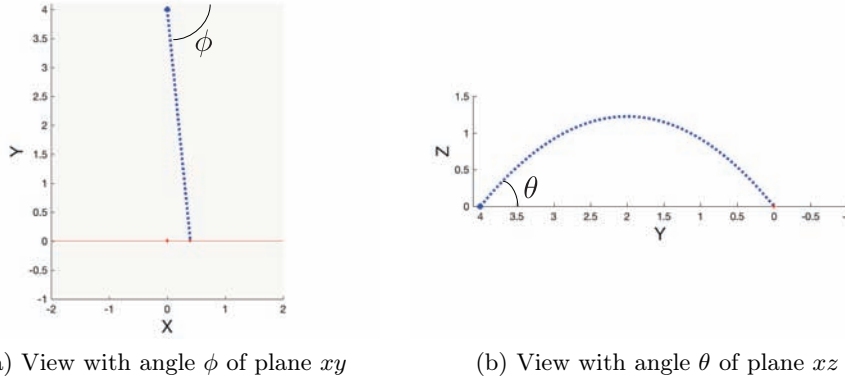 4
3.5
3
2.5
2
1.5
1
0.5
0
-0.5
-1
Y
-2 -1 0 1 2
X
ϕ
1.5
1
0.5
0
Z
4 3.5 3 2.5 2 1.5 1 0.5 0 -0.5
Y
θ
) View with angle ϕ of plane xy
(b) View with angle θ of plane xz